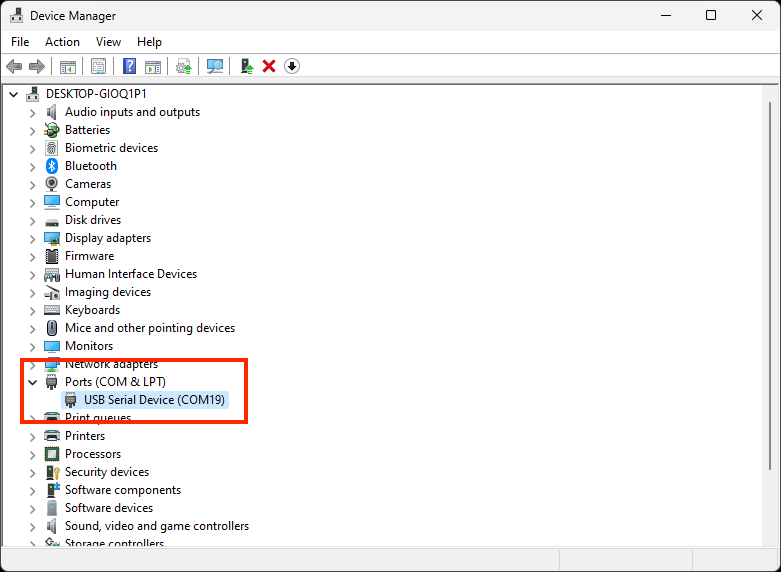 Device Manager
File Action View Help
DESKTOP-GIOQ1P1
Audio inputs and outputs
Batteries
Biometric devices
Bluetooth
Cameras
Computer
Disk drives
Display adapters
Firmware
Human Interface Devices
Imaging devices
Keyboards
Mice and other pointing devices
Monitors
Network adapters
Ports (COM & LPT)
USB Serial Device (COM19)
Print queues
Printers
Processors
Security devices
Software components
Software devices
Sound, video and game controllers
Storage controllers